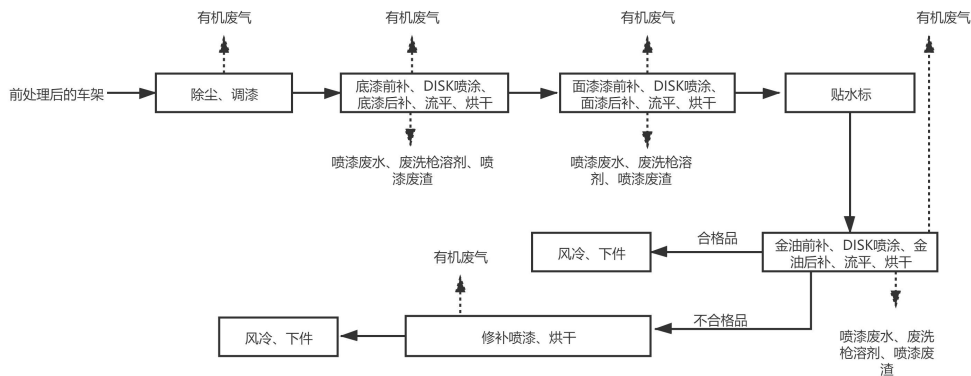 有机废气
有机废气
有机废气
有机废气
前处理后的车架
除尘、调漆
底漆前补、DISK喷涂、
底漆后补、流平、烘干
面漆漆前补、DISK喷涂、
面漆后补、流平、烘干
贴水标
喷漆废水、废洗枪溶剂、喷
漆废渣
喷漆废水、废洗枪溶
剂、喷漆废渣
合格品
风冷、下件
金油前补、DISK喷涂、金
油后补、流平、烘干
有机废气
不合格品
风冷、下件
修补喷漆、烘干
喷漆废水、废洗
枪溶剂、喷漆废
渣